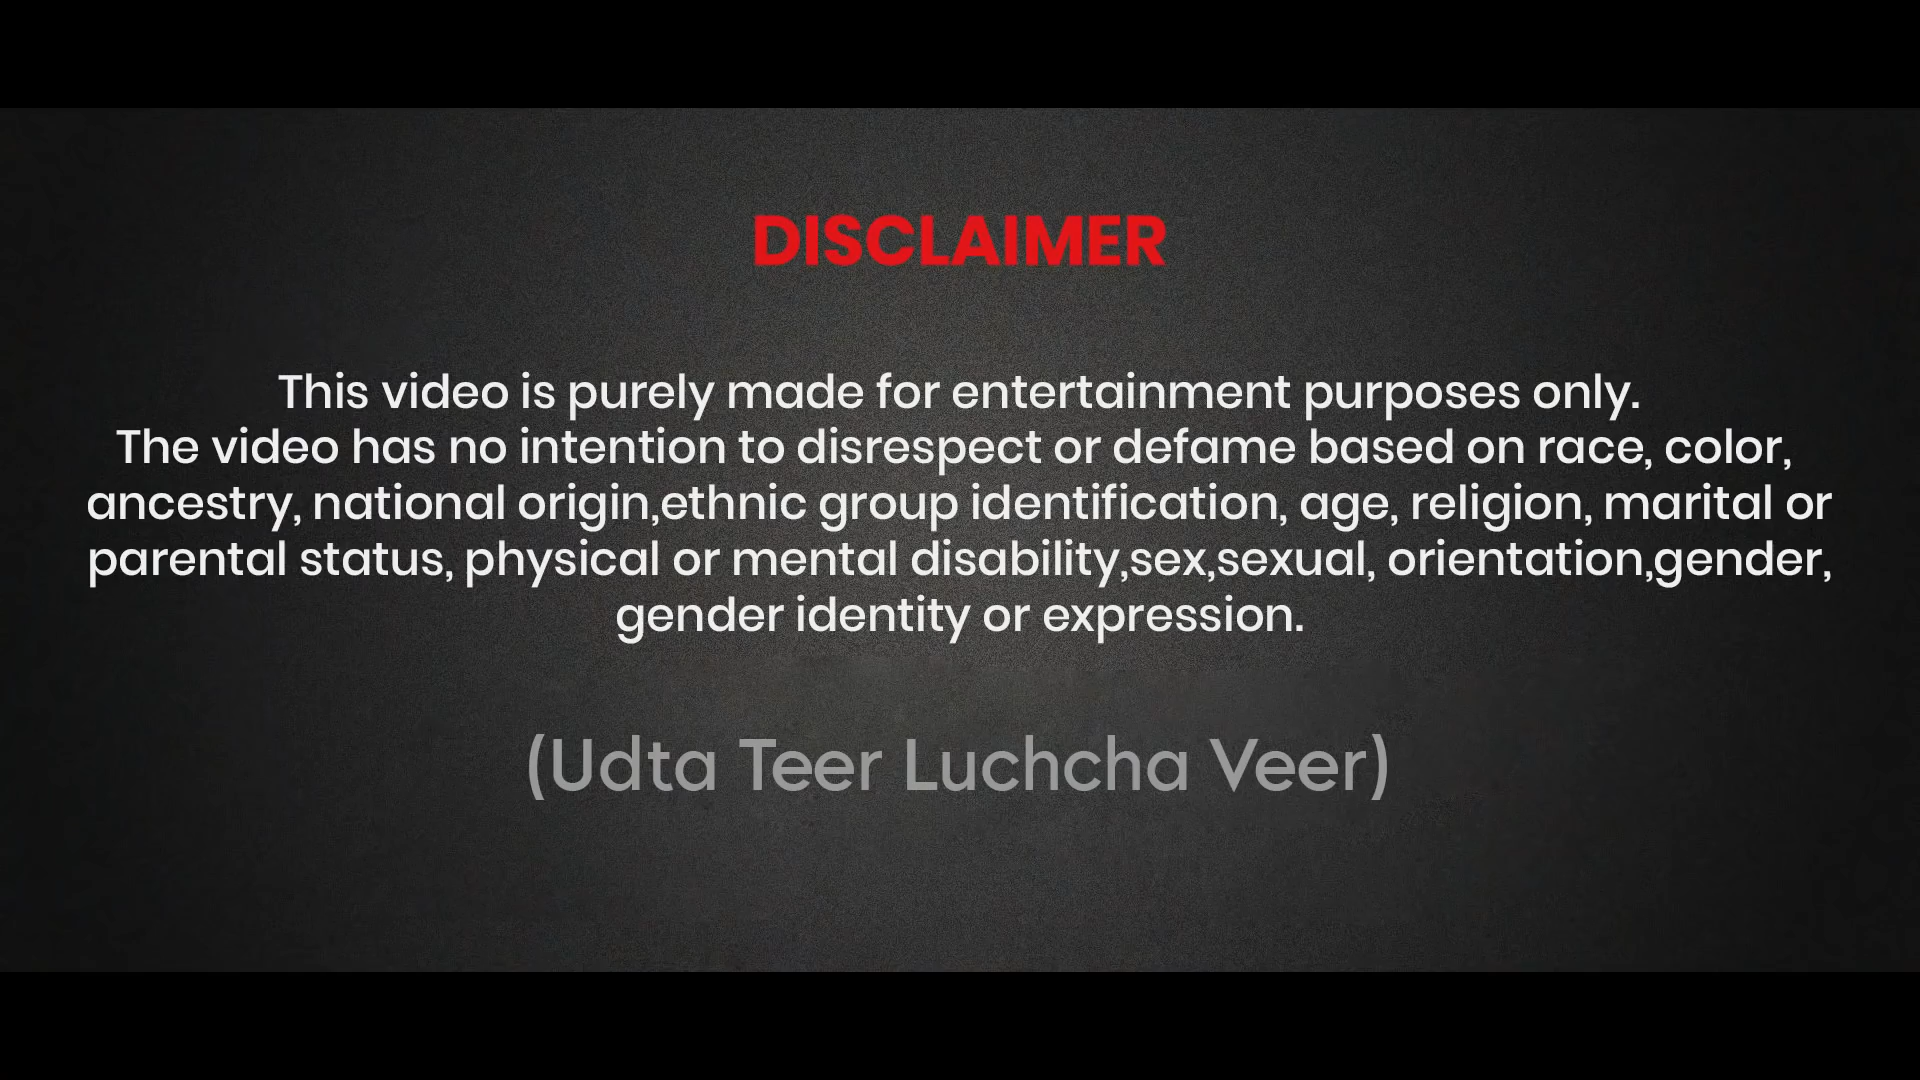 DISCLAIMER
This video is purely made for entertainment purposes only.
The video has no intention to disrespect or defame based on race, color,
ancestry, national origin,ethnic group identification, age, religion, marital or
parental status, physical or mental disability,sex,sexual, orientation,gender,
gender identity or expression.
(Udta Teer Luchcha Veer)